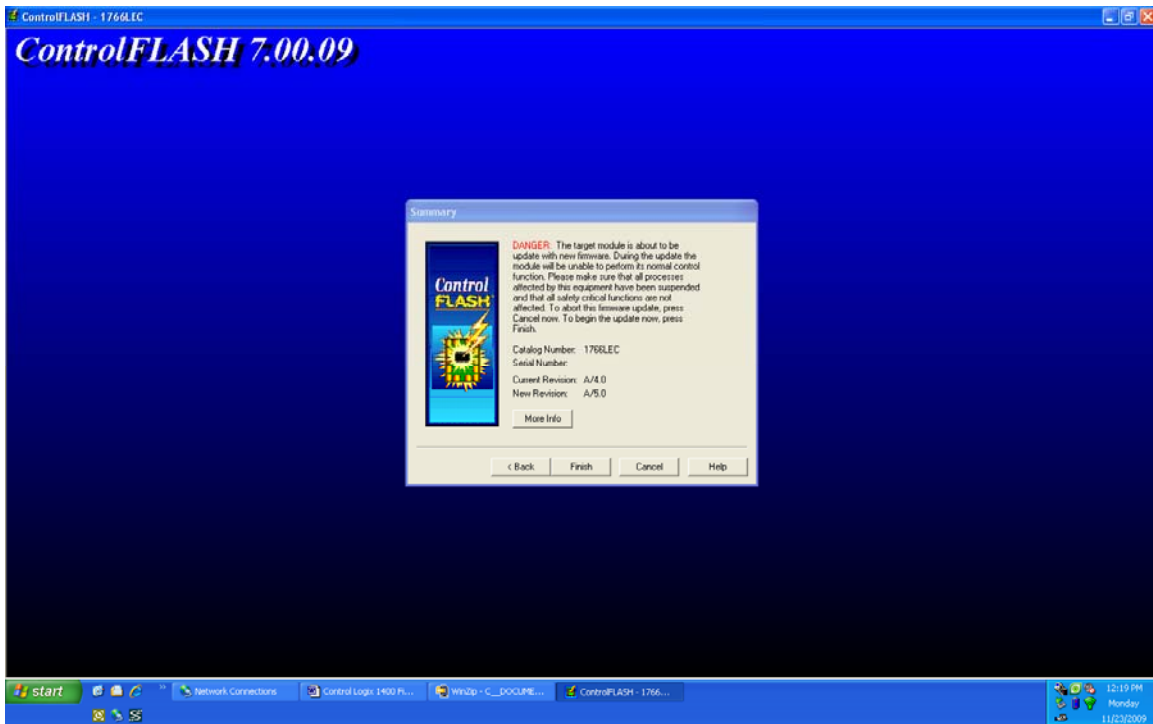 ControlFLASH - 1766LEC
ControlFLASH 7.00.09
Summary
Control
FLASH
DANGER: The target module is about to be
update with new firmware. During the update the
module will be unable to perform its normal control
function. Please make sure that all processes
affected by this equipment have been suspended
and that all safety critical functions are not
affected. To abort this firmware update, press
Cancel now. To begin the update now, press
Finish.
Catalog Number: 1766LEC
Serial Number:
Current Revision: A/4.0
New Revision: A/5.0
More Info
< Back
Finish
Cancel
Help
start
Network Connections
Control Logix 1400 Fi...
WinZip - C__DOCUME...
ControlFLASH - 1766...
12:19 PM
Monday
11/23/2009